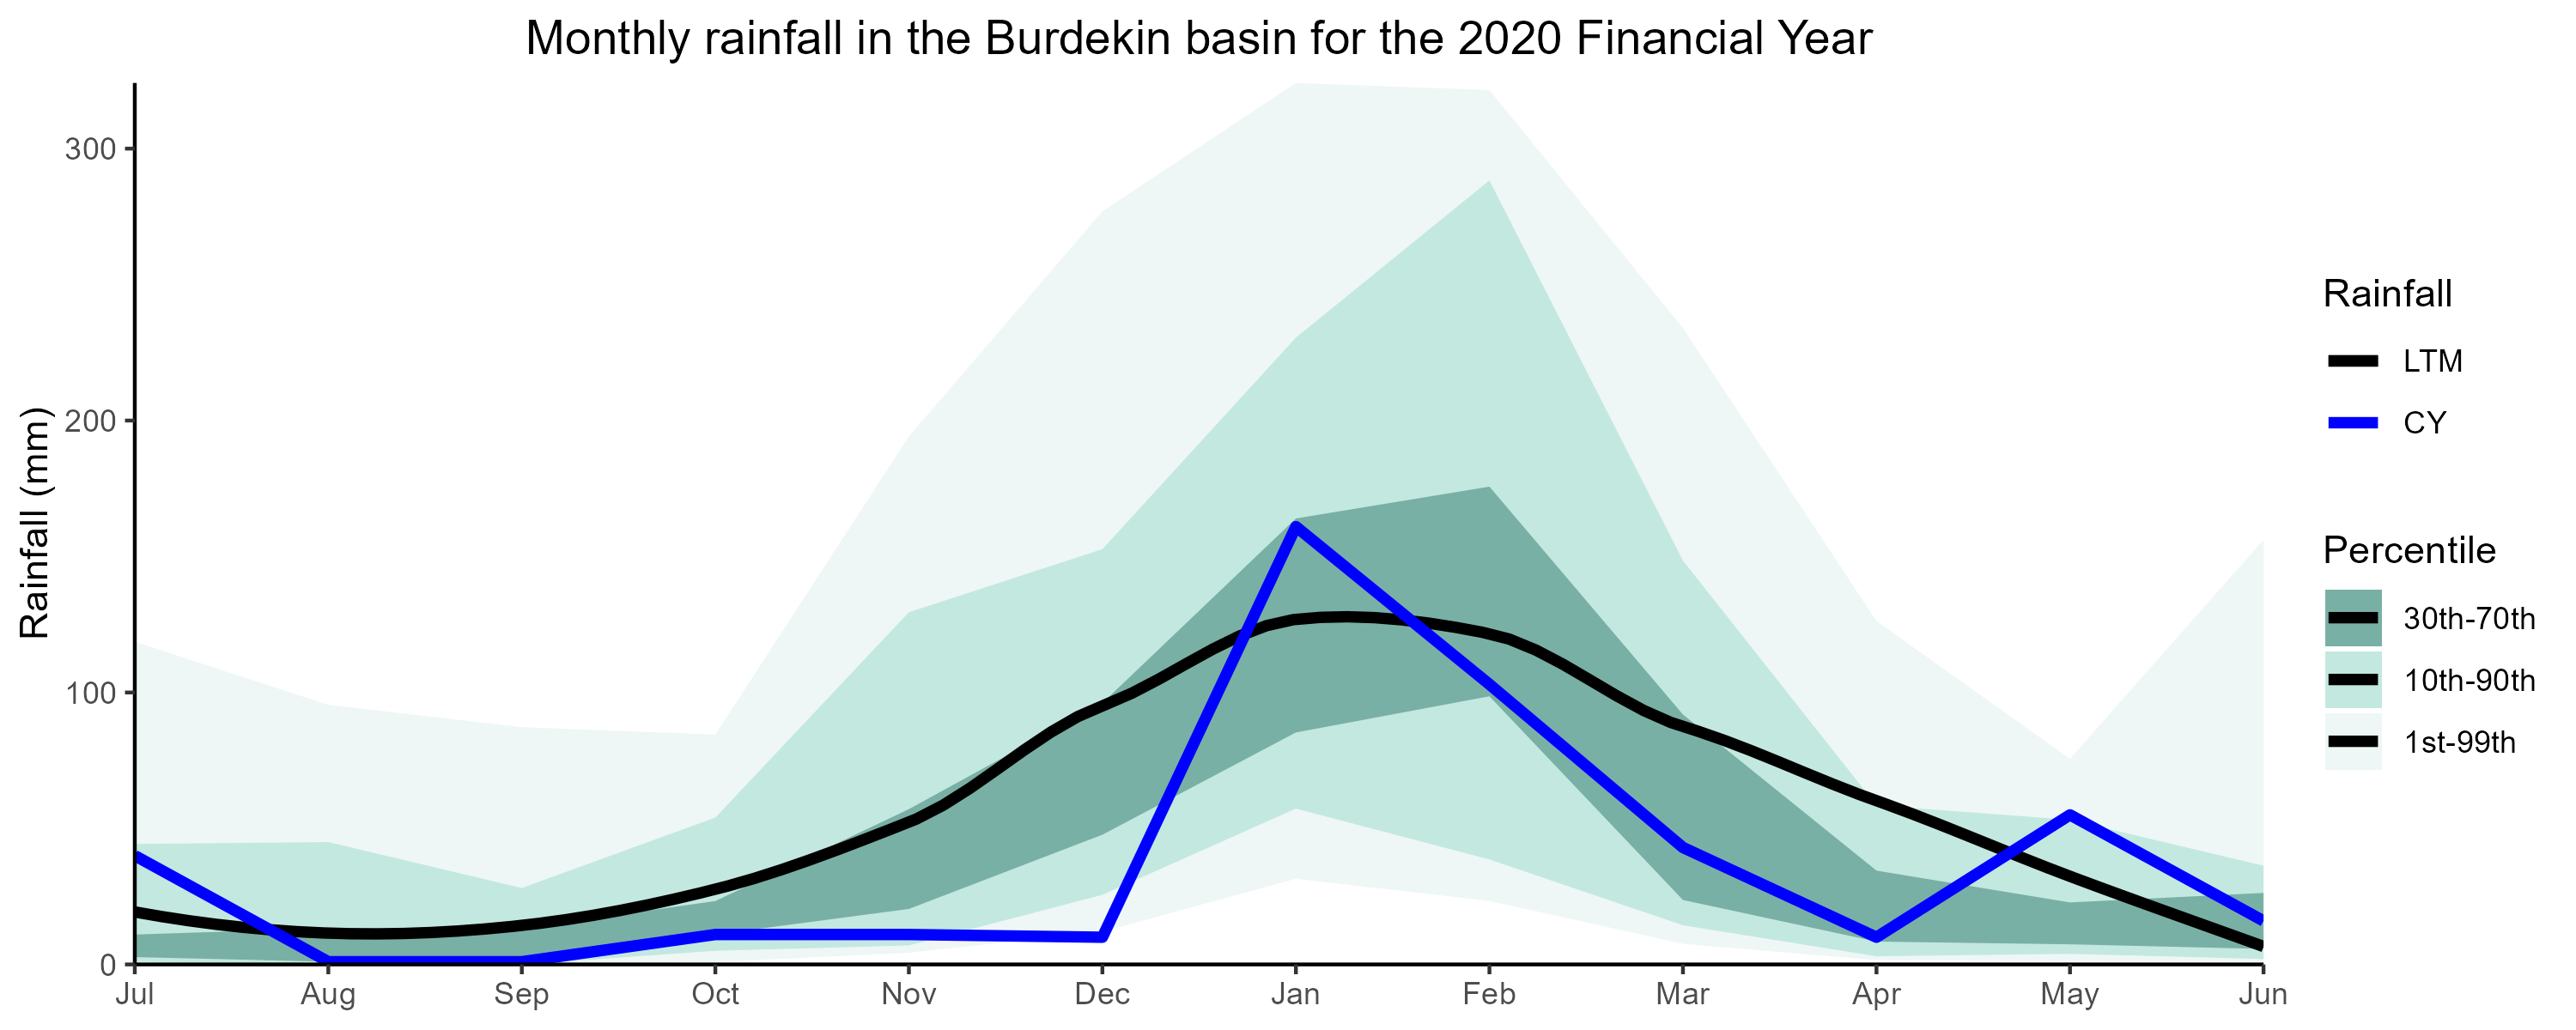 Monthly rainfall in the Burdekin basin for the 2020 Financial Year
Rainfall (mm)
300
200
100
0
Jul Aug Sep Oct Nov Dec Jan Feb Mar Apr May Jun
Rainfall
LTM
CY
Percentile
30th-70th
10th-90th
1st-99th